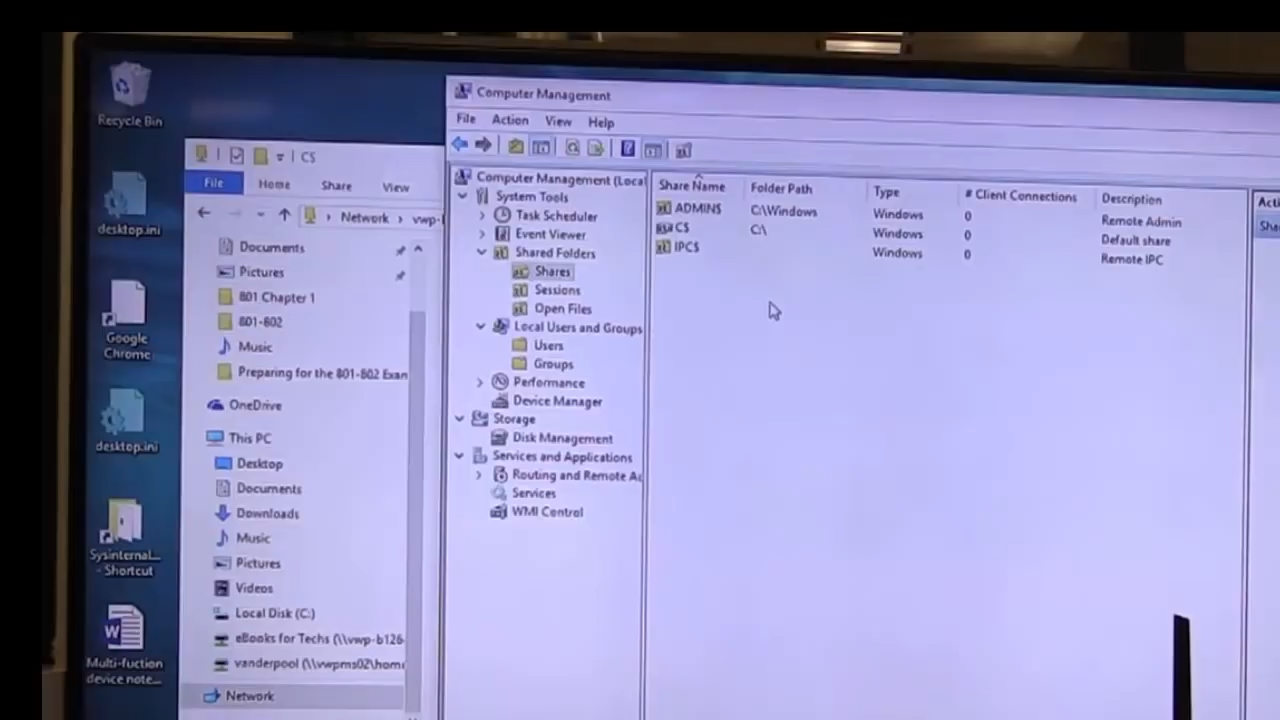 Recycle Bin
desktop.ini
Google
Chrome
desktop.ini
Sysinternal...
- Shortcut
Multi-fuction
device note...
C$
File
Home
Share
View
Network
vwp-
Documents
Pictures
801 Chapter 1
801-802
Music
Preparing for the 801-802 Exan
OneDrive
This PC
Desktop
Documents
Downloads
Music
Pictures
Videos
Local Disk (C:)
eBooks for Techs (\\vwp-b126-
vanderpool (\\vwpms02\home
Network
Computer Management
File Action View Help
Computer Management (Local
System Tools
Task Scheduler
Event Viewer
Shared Folders
Shares
Sessions
Open Files
Local Users and Groups
Users
Groups
Performance
Device Manager
Storage
Disk Management
Services and Applications
Routing and Remote Ac
Services
WMI Control
Share Name Folder Path Type # Client Connections Description
ADMIN$ C:\Windows Windows 0 Remote Admin
C$ C:\ Windows 0 Default share
IPC$ Windows 0 Remote IPC
Acti
Sha